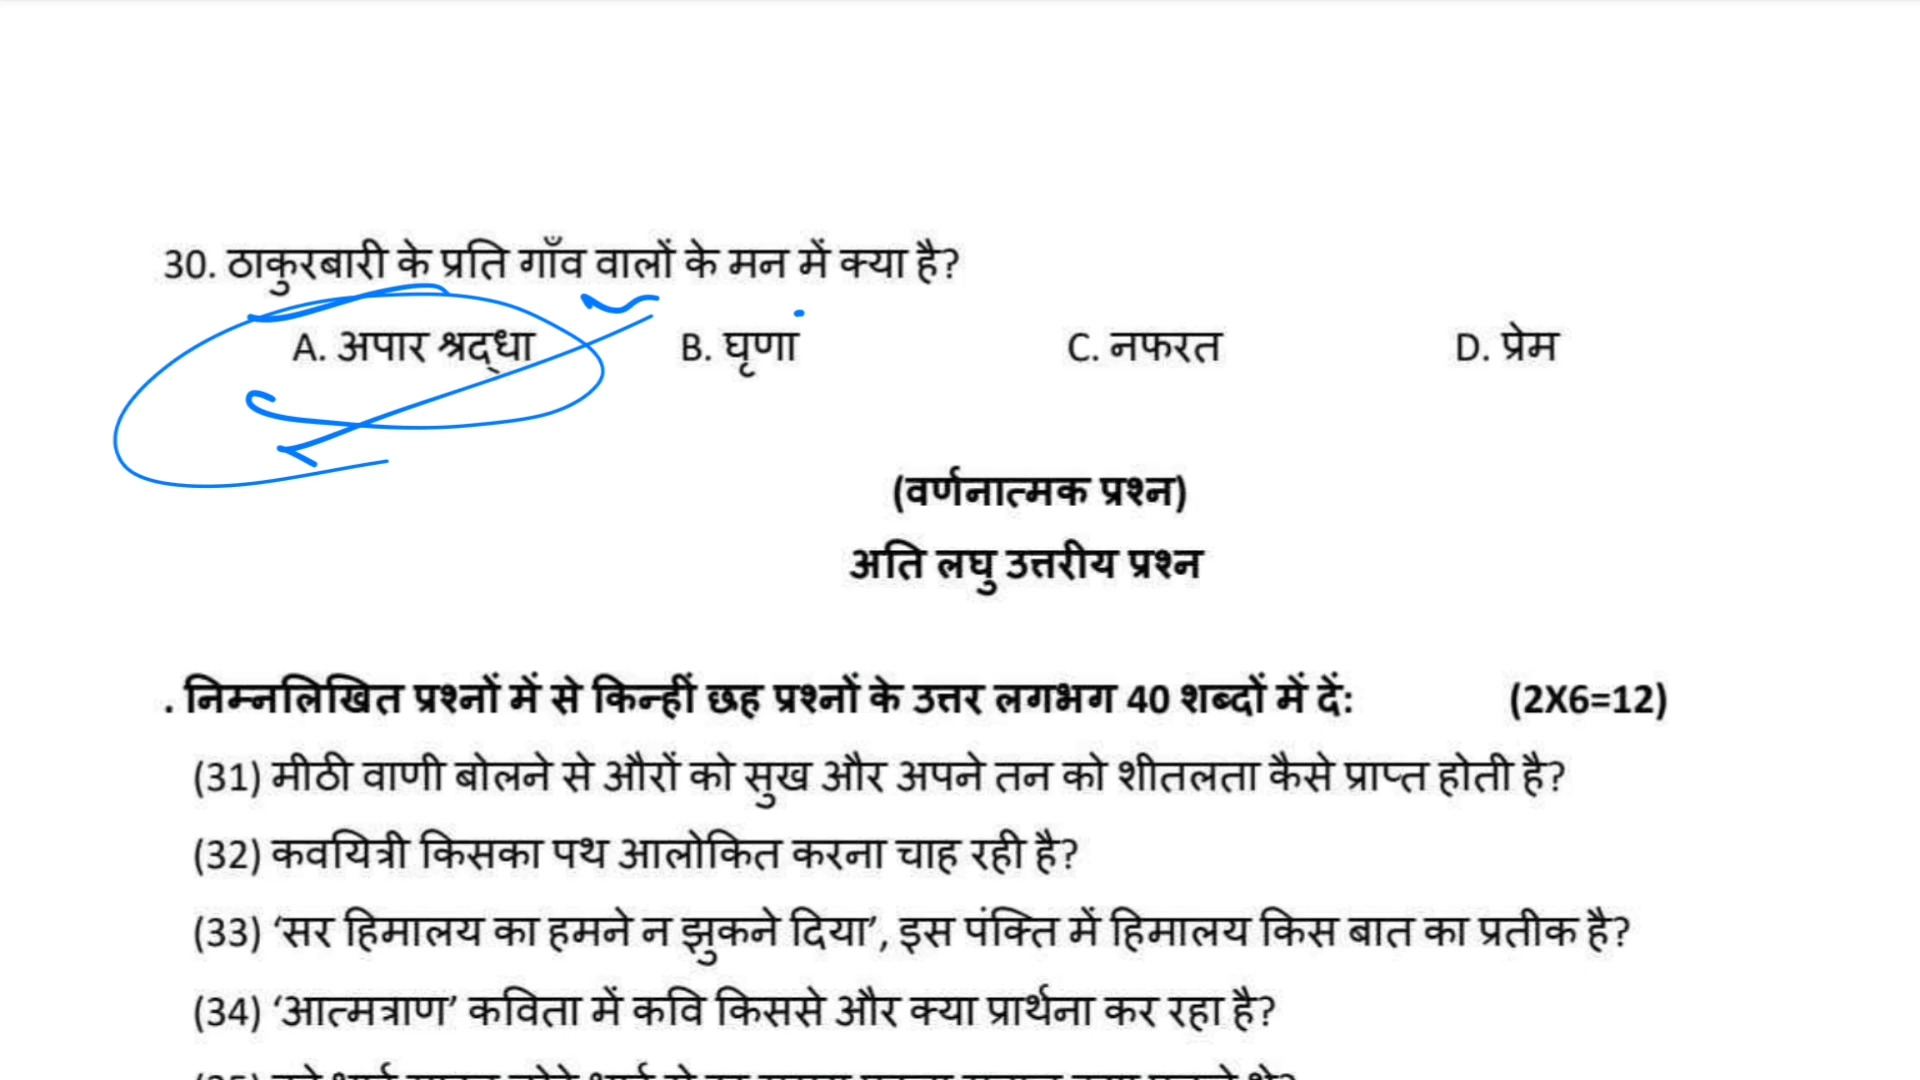 30. ठाकुरबारी के प्रति गाँव वालों के मन में क्या है?
A. अपार श्रद्धा B. घृणा C. नफरत D. प्रेम
(वर्णनात्मक प्रश्न)
अति लघु उत्तरीय प्रश्न
. निम्नलिखित प्रश्नों में से किन्हीं छह प्रश्नों के उत्तर लगभग 40 शब्दों में दें: (2X6=12)
(31) मीठी वाणी बोलने से औरों को सुख और अपने तन को शीतलता कैसे प्राप्त होती है?
(32) कवयित्री किसका पथ आलोकित करना चाह रही है?
(33) ‘सर हिमालय का हमने न झुकने दिया’, इस पंक्ति में हिमालय किस बात का प्रतीक है?
(34) ‘आत्मत्राण’ कविता में कवि किससे और क्या प्रार्थना कर रहा है?